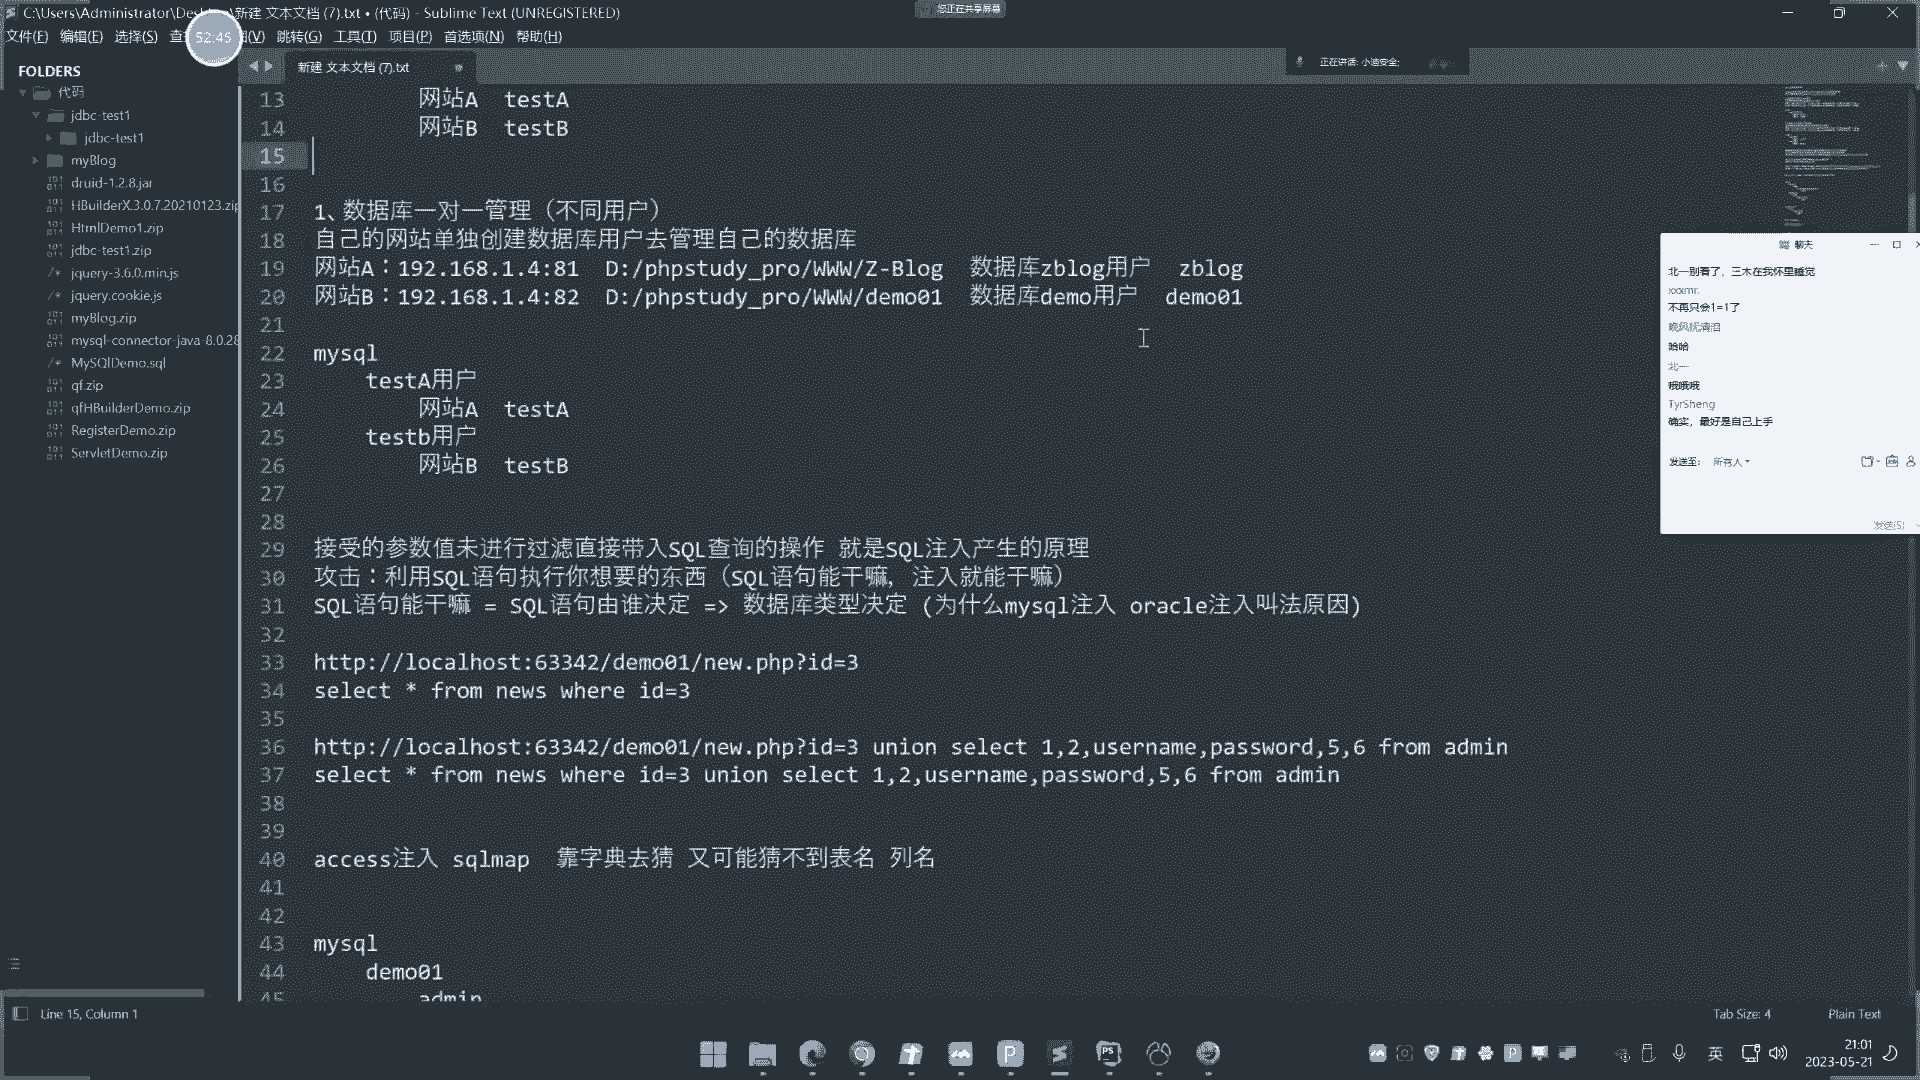 C:\Users\Administrator\De 新建 文本文档 (7).txt • (代码) - Sublime Text (UNREGISTERED)
您正在共享屏幕
文件(F) 编辑(E) 选择(S) 查 (V) 跳转(G) 工具(T) 项目(P) 首选项(N) 帮助(H)
52:45
新建 文本文档 (7).txt
正在讲话: 小迪安全;
FOLDERS
代码
jdbc-test1
jdbc-test1
myBlog
druid-1.2.8.jar
HBuilderX.3.0.7.20210123.zip
HtmlDemo1.zip
jdbc-test1.zip
jquery-3.6.0.min.js
jquery.cookie.js
myBlog.zip
mysql-connector-java-8.0.28
MySQlDemo.sql
qf.zip
qfHBuilderDemo.zip
RegisterDemo.zip
ServletDemo.zip
13 网站A testA
14 网站B testB
15
16
17 1、数据库一对一管理（不同用户）
18 自己的网站单独创建数据库用户去管理自己的数据库
19 网站A：192.168.1.4:81 D:/phpstudy_pro/WWW/Z-Blog 数据库zblog用户 zblog
20 网站B：192.168.1.4:82 D:/phpstudy_pro/WWW/demo01 数据库demo用户 demo01
21
22 mysql
23 testA用户
24 网站A testA
25 testb用户
26 网站B testB
27
28
29 接受的参数值未进行过滤直接带入SQL查询的操作 就是SQL注入产生的原理
30 攻击：利用SQL语句执行你想要的东西（SQL语句能干嘛，注入就能干嘛）
31 SQL语句能干嘛 = SQL语句由谁决定 => 数据库类型决定 (为什么mysql注入 oracle注入叫法原因)
32
33 http://localhost:63342/demo01/new.php?id=3
34 select * from news where id=3
35
36 http://localhost:63342/demo01/new.php?id=3 union select 1,2,username,password,5,6 from admin
37 select * from news where id=3 union select 1,2,username,password,5,6 from admin
38
39
40 access注入 sqlmap 靠字典去猜 又可能猜不到表名 列名
41
42
43 mysql
44 demo01
45 admin
聊天
北一别看了，三木在我怀里睡觉
xxxmr.
不再只会1=1了
晚风犹清泪
哈哈
北一
哦哦哦
TyrSheng
确实，最好是自己上手
发送至: 所有人
发送(S)
Line 15, Column 1
Tab Size: 4
Plain Text
英
21:01
2023-05-21